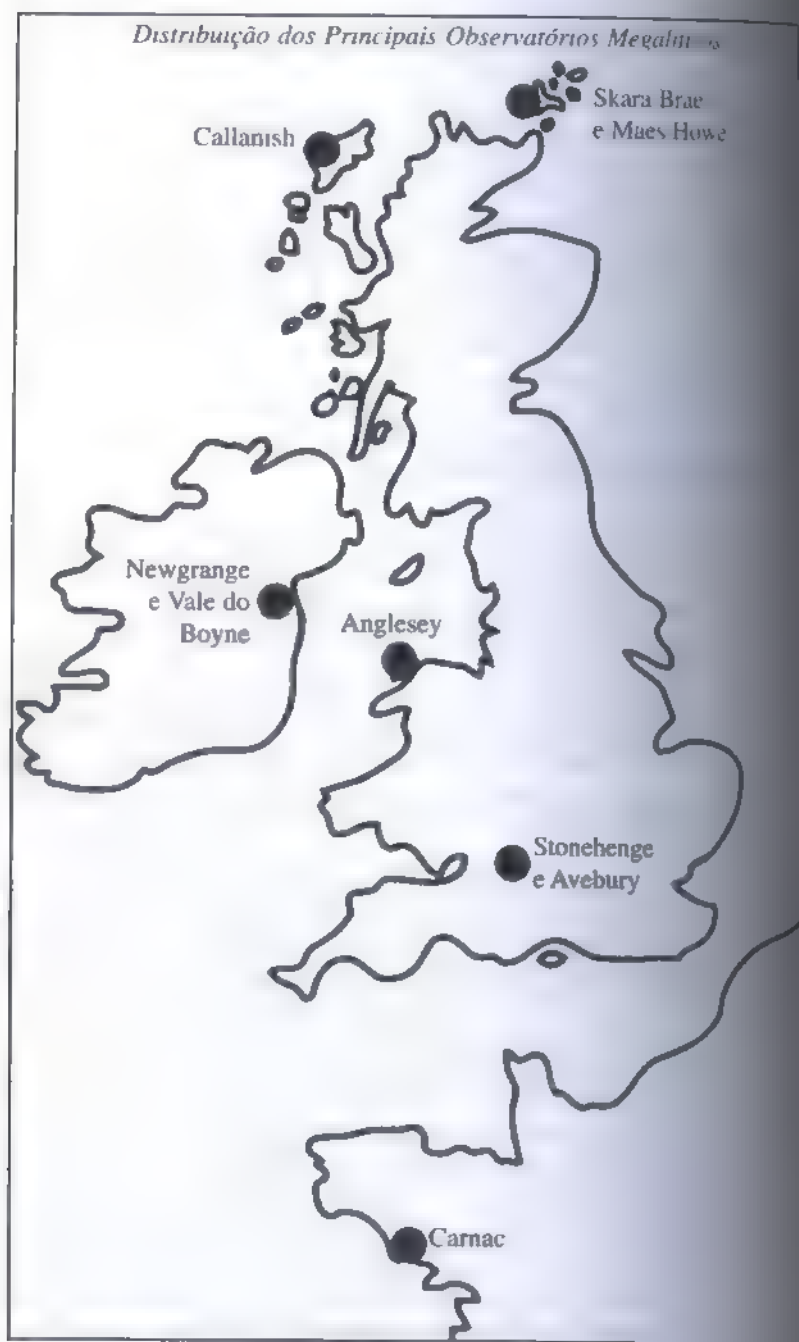 Distribuição dos Principais Observatórios
Skara Brae
e Maes Howe
Callanish
Newgrange
e Vale do
Boyne
Anglesey
Stonehenge
e Avebury
Carnac